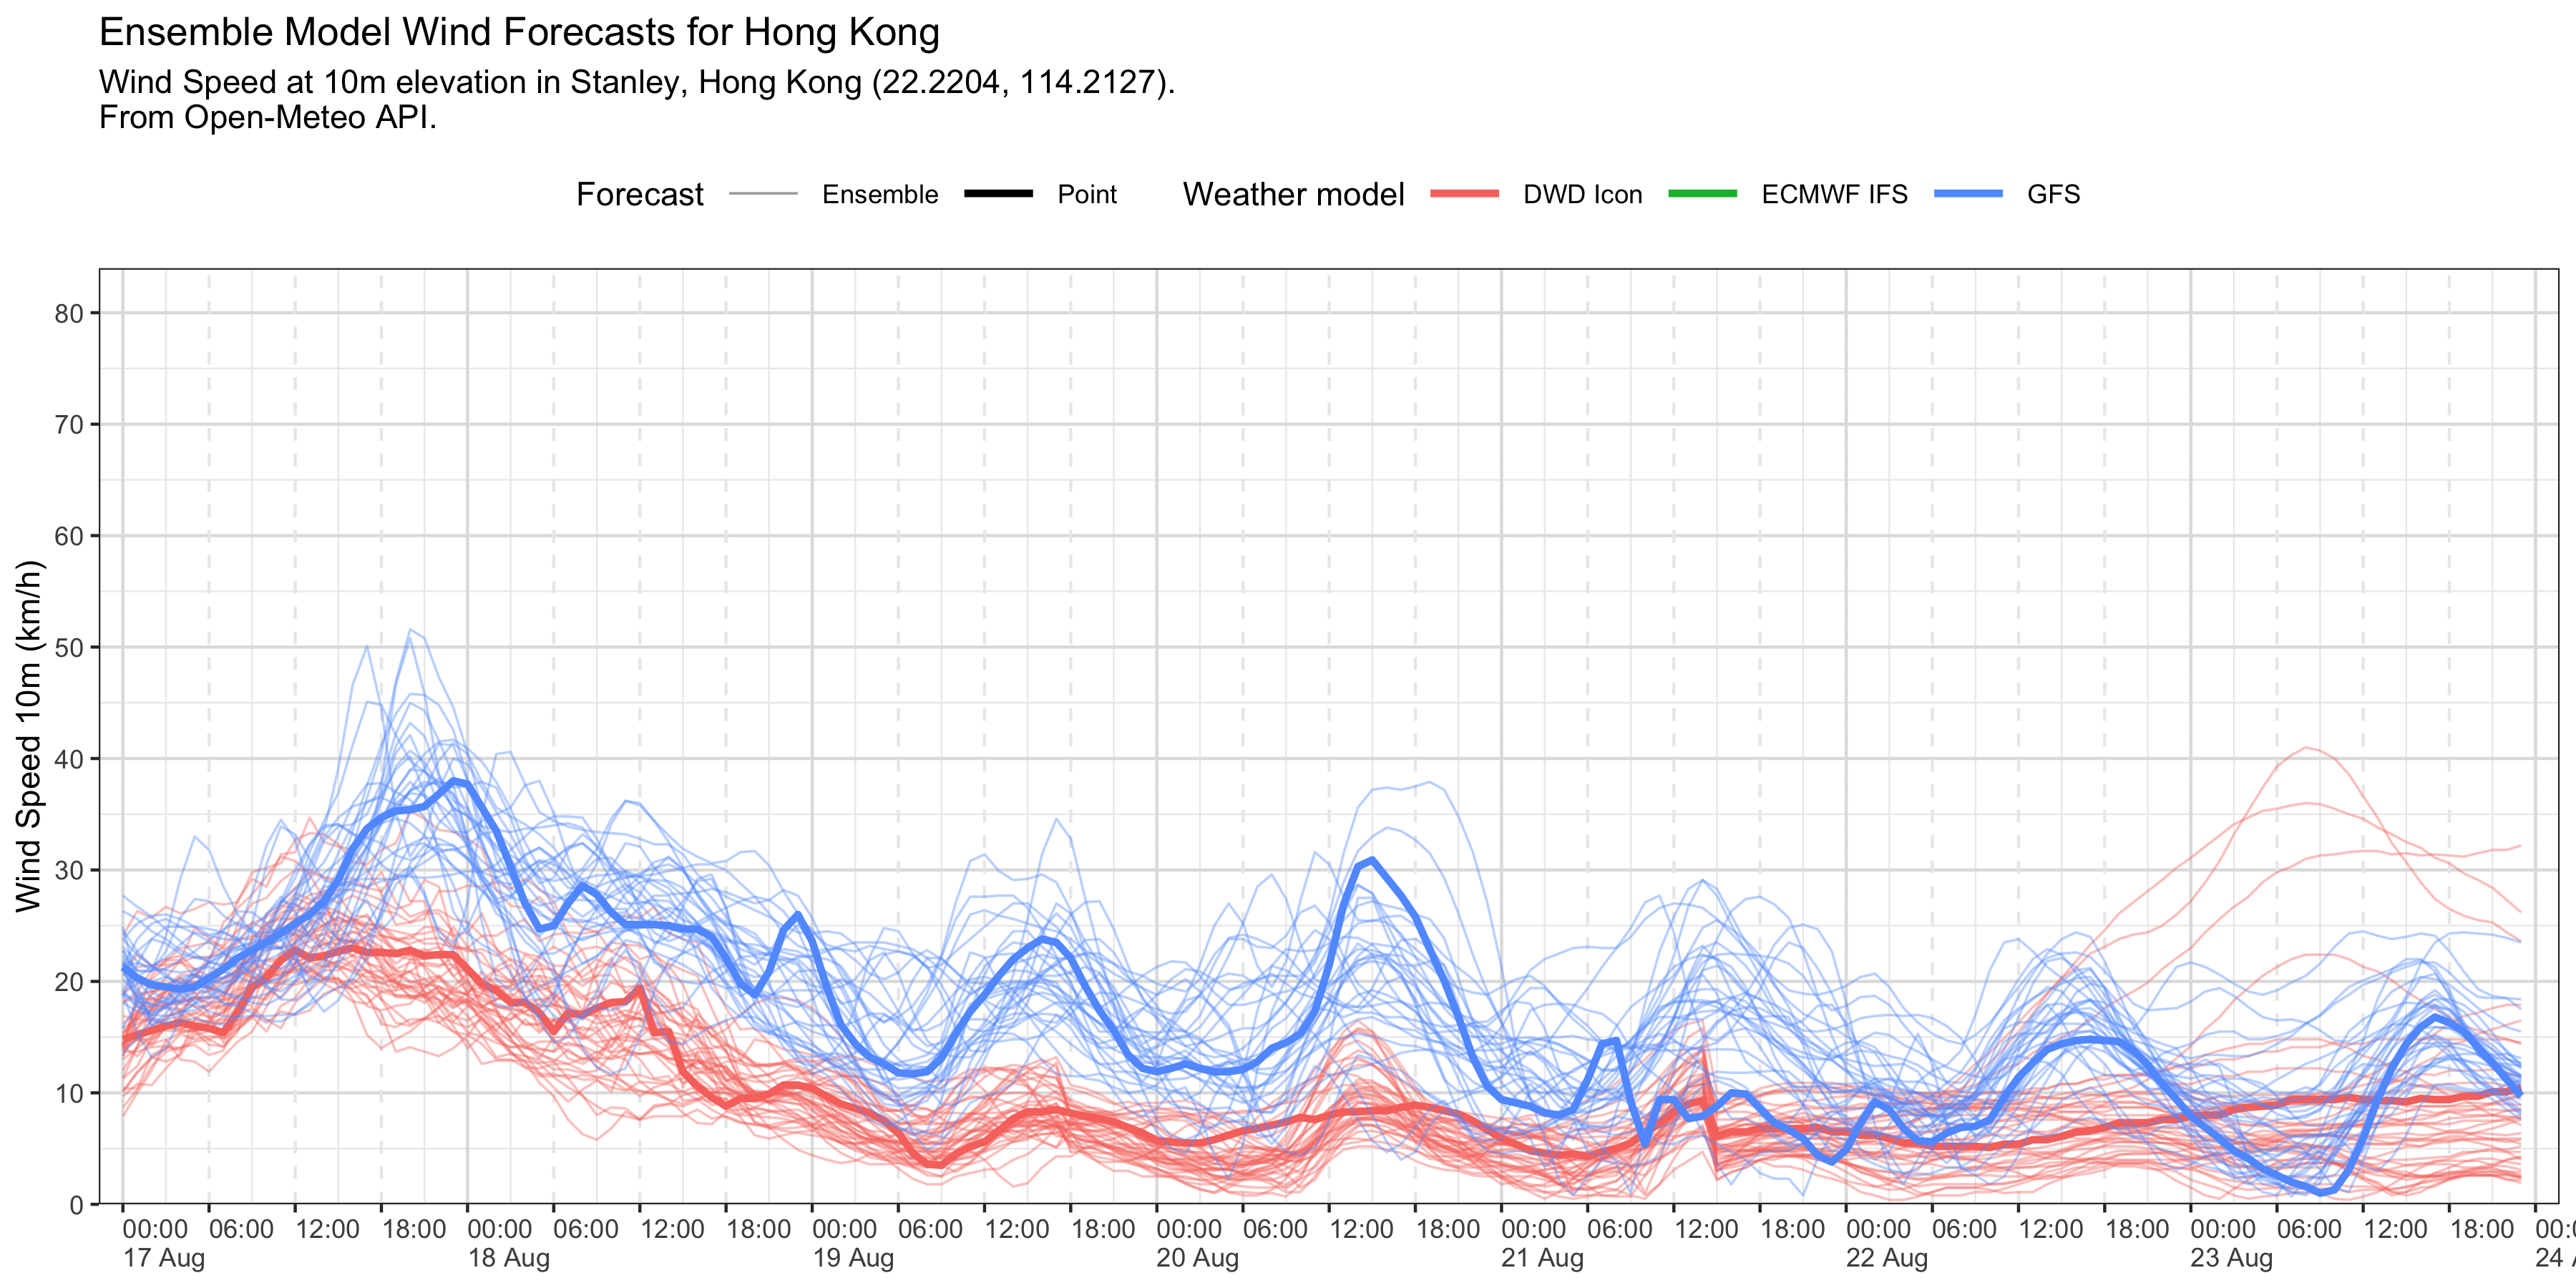 Ensemble Model Wind Forecasts for Hong Kong
Wind Speed at 10m elevation in Stanley, Hong Kong (22.2204, 114.2127).
From Open-Meteo API.
Forecast Ensemble Point Weather model DWD Icon ECMWF IFS GFS
Wind Speed 10m (km/h)
80
70
60
50
40
30
20
10
0
00:00 06:00 12:00 18:00 00:00 06:00 12:00 18:00 00:00 06:00 12:00 18:00 00:00 06:00 12:00 18:00 00:00 06:00 12:00 18:00 00:00 06:00 12:00 18:00 00:00 06:00 12:00 18:00 00:0
17 Aug 18 Aug 19 Aug 20 Aug 21 Aug 22 Aug 23 Aug 24 A